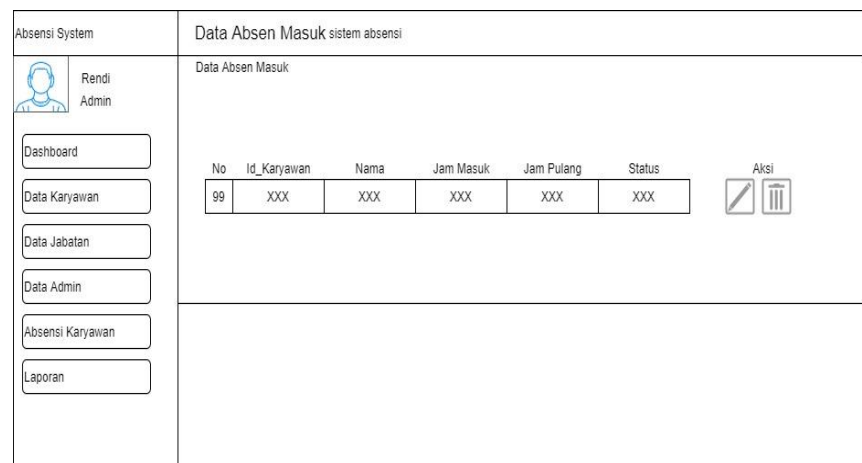 Absensi System
Data Absen Masuk sistem absensi
Rendi
Admin
Dashboard
Data Karyawan
Data Jabatan
Data Admin
Absensi Karyawan
Laporan
Data Absen Masuk
No Id_Karyawan Nama Jam Masuk Jam Pulang Status Aksi
99 XXX XXX XXX XXX XXX